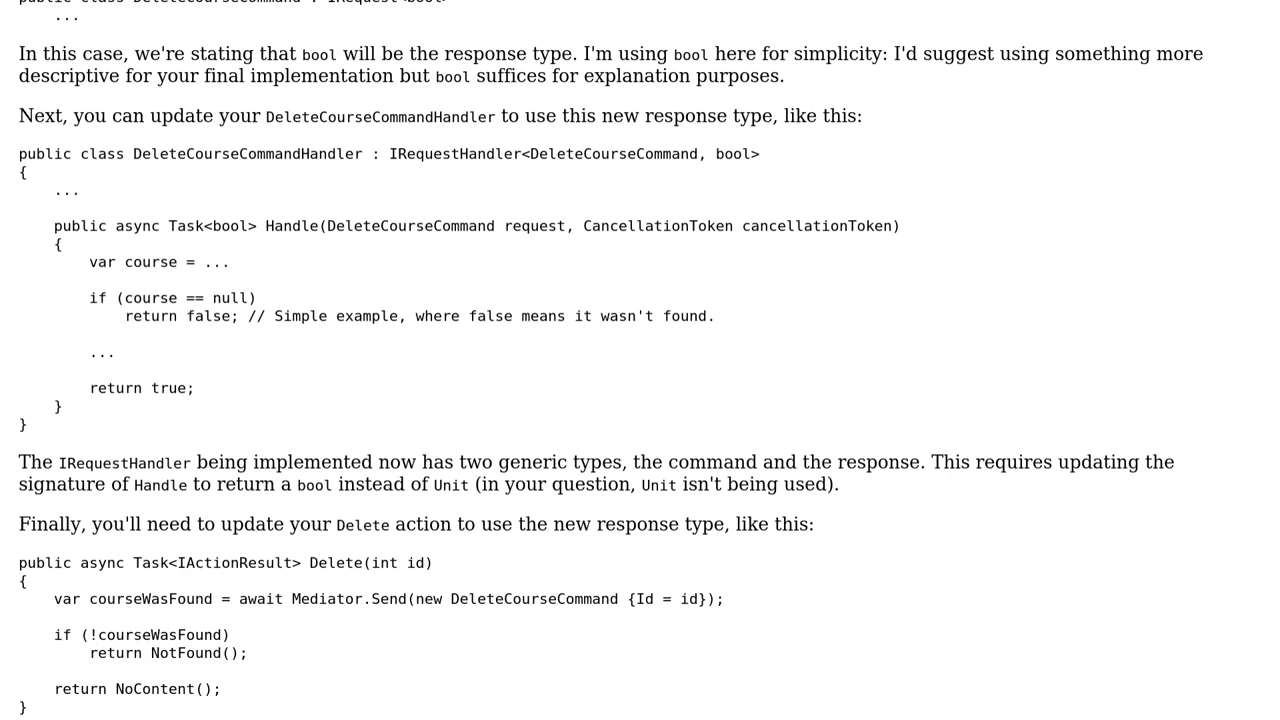 public class DeleteCourseCommand : IRequest<bool>
    ...
In this case, we're stating that bool will be the response type. I'm using bool here for simplicity: I'd suggest using something more
descriptive for your final implementation but bool suffices for explanation purposes.
Next, you can update your DeleteCourseCommandHandler to use this new response type, like this:
public class DeleteCourseCommandHandler : IRequestHandler<DeleteCourseCommand, bool>
{
    ...
    public async Task<bool> Handle(DeleteCourseCommand request, CancellationToken cancellationToken)
    {
        var course = ...
        if (course == null)
            return false; // Simple example, where false means it wasn't found.
        ...
        return true;
    }
}
The IRequestHandler being implemented now has two generic types, the command and the response. This requires updating the
signature of Handle to return a bool instead of Unit (in your question, Unit isn't being used).
Finally, you'll need to update your Delete action to use the new response type, like this:
public async Task<IActionResult> Delete(int id)
{
    var courseWasFound = await Mediator.Send(new DeleteCourseCommand {Id = id});
    if (!courseWasFound)
        return NotFound();
    return NoContent();
}